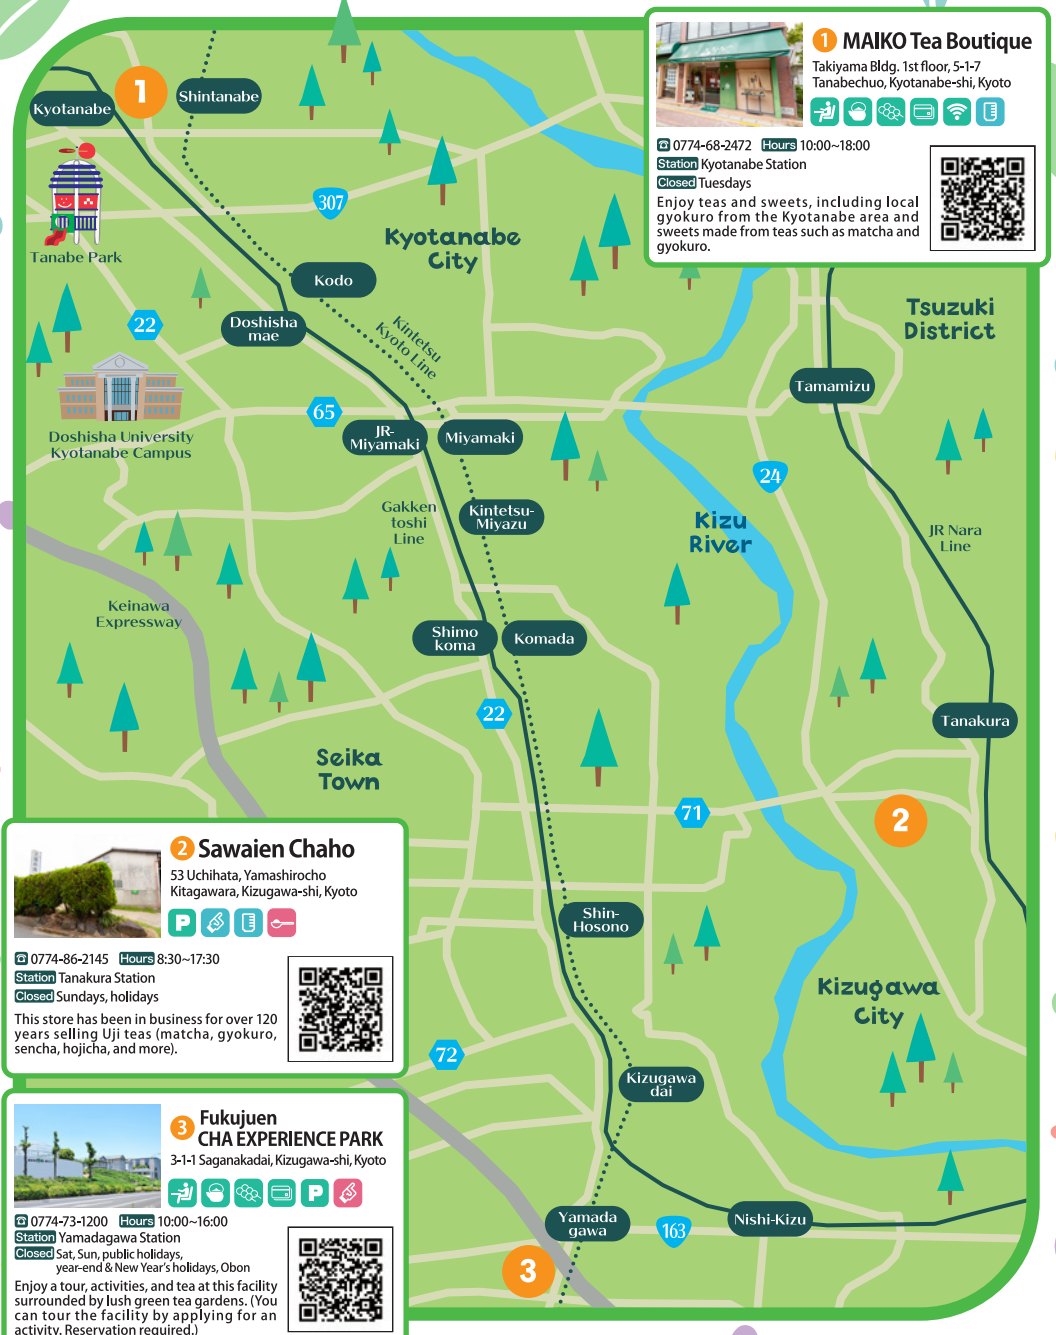 1 MAIKO Tea Boutique
Takiyama Bldg. 1st floor, 5-1-7
Tanabechuo, Kyotanabe-shi, Kyoto
0774-68-2472 Hours 10:00~18:00
Station Kyotanabe Station
Closed Tuesdays
Enjoy teas and sweets, including local
gyokuro from the Kyotanabe area and
sweets made from teas such as matcha and
gyokuro.
1
Kyotanabe
Shintanabe
Tanabe Park
307
Kyotanabe
City
Kodo
22
Doshisha
mae
Kintetsu
Kyoto Line
Tsuzuki
District
Tamamizu
Doshisha University
Kyotanabe Campus
65
JR-
Miyamaki
Miyamaki
24
Gakken
toshi
Line
Kintetsu-
Miyazu
Kizu
River
JR Nara
Line
Keinawa
Expressway
Shimo
koma
Komada
22
Tanakura
Seika
Town
71
2
2 Sawaien Chaho
53 Uchihata, Yamashirocho
Kitagawara, Kizugawa-shi, Kyoto
P
0774-86-2145 Hours 8:30~17:30
Station Tanakura Station
Closed Sundays, holidays
This store has been in business for over 120
years selling Uji teas (matcha, gyokuro,
sencha, hojicha, and more).
Shin-
Hosono
Kizugawa
City
72
Kizugawa
dai
3 Fukujuen
CHA EXPERIENCE PARK
3-1-1 Saganakadai, Kizugawa-shi, Kyoto
P
0774-73-1200 Hours 10:00~16:00
Station Yamadagawa Station
Closed Sat, Sun, public holidays,
year-end & New Year's holidays, Obon
Enjoy a tour, activities, and tea at this facility
surrounded by lush green tea gardens. (You
can tour the facility by applying for an
activity. Reservation required.)
Yamada
gawa
163
Nishi-Kizu
3